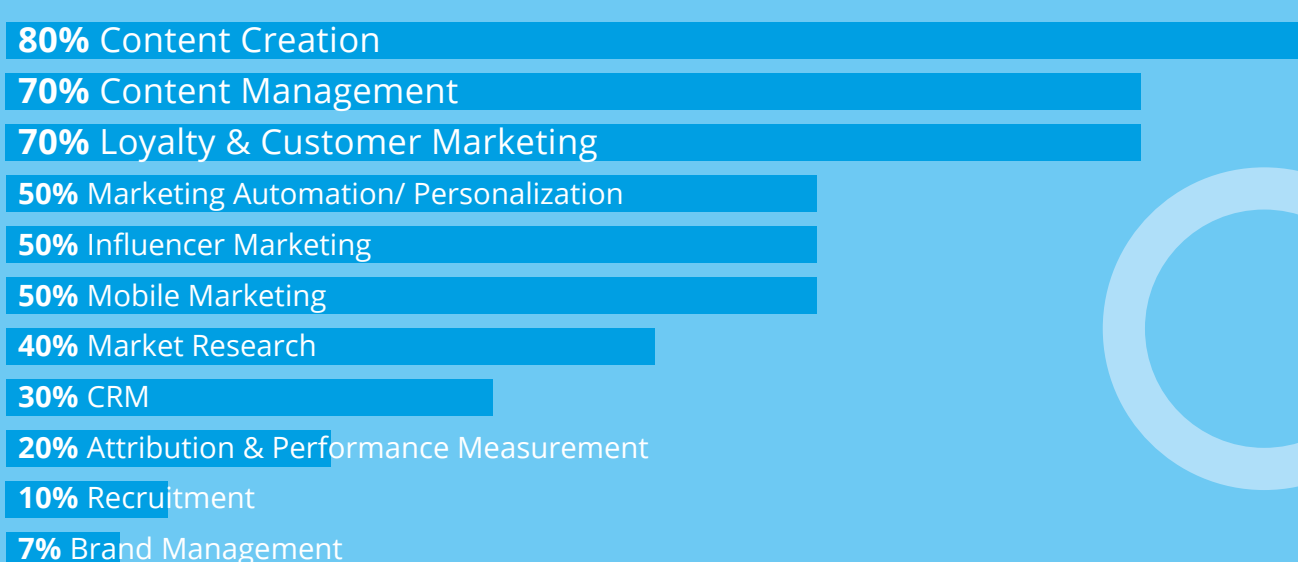 80% Content Creation
70% Content Management
70% Loyalty & Customer Marketing
50% Marketing Automation/ Personalization
50% Influencer Marketing
50% Mobile Marketing
40% Market Research
30% CRM
20% Attribution & Performance Measurement
10% Recruitment
7% Brand Management